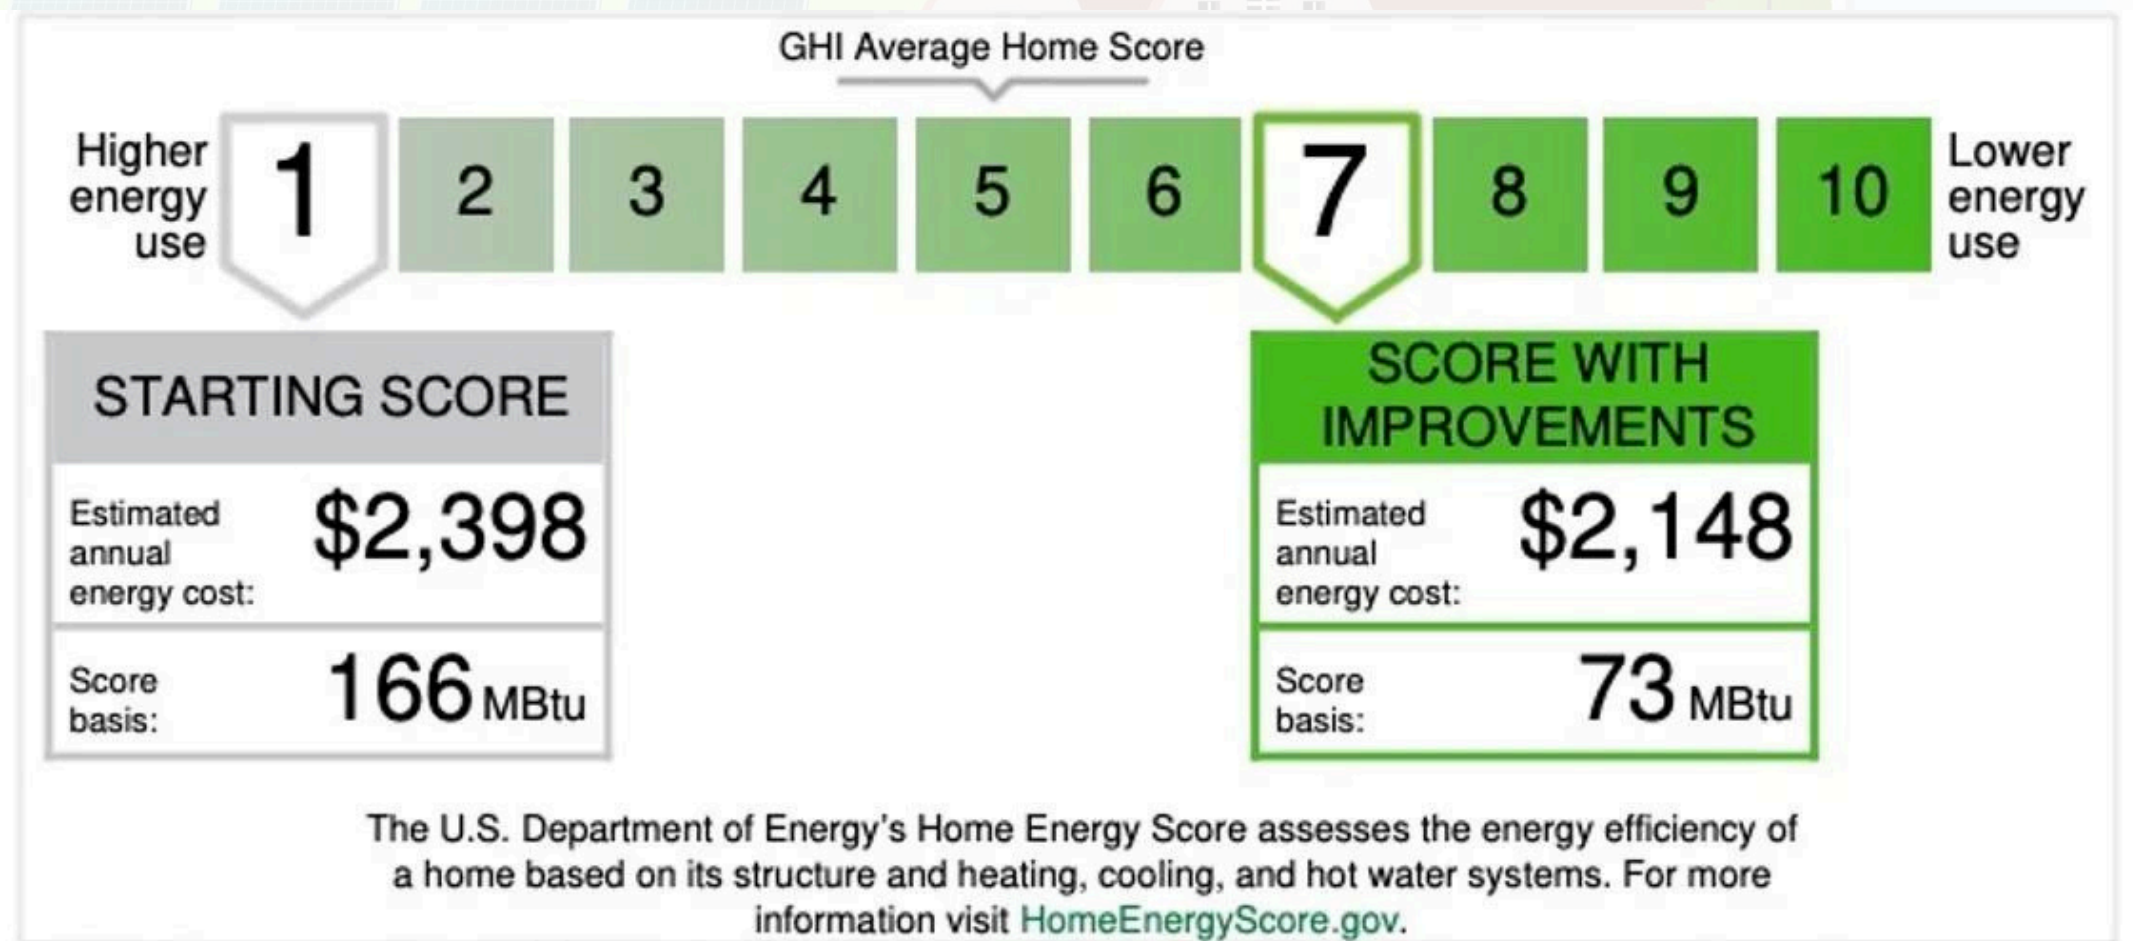 GHI Average Home Score
Higher
energy
use
1 2 3 4 5 6 7 8 9 10
Lower
energy
use
STARTING SCORE
Estimated
annual
energy cost:
$2,398
Score
basis:
166 MBtu
SCORE WITH
IMPROVEMENTS
Estimated
annual
energy cost:
$2,148
Score
basis:
73 MBtu
The U.S. Department of Energy's Home Energy Score assesses the energy efficiency of
a home based on its structure and heating, cooling, and hot water systems. For more
information visit HomeEnergyScore.gov.